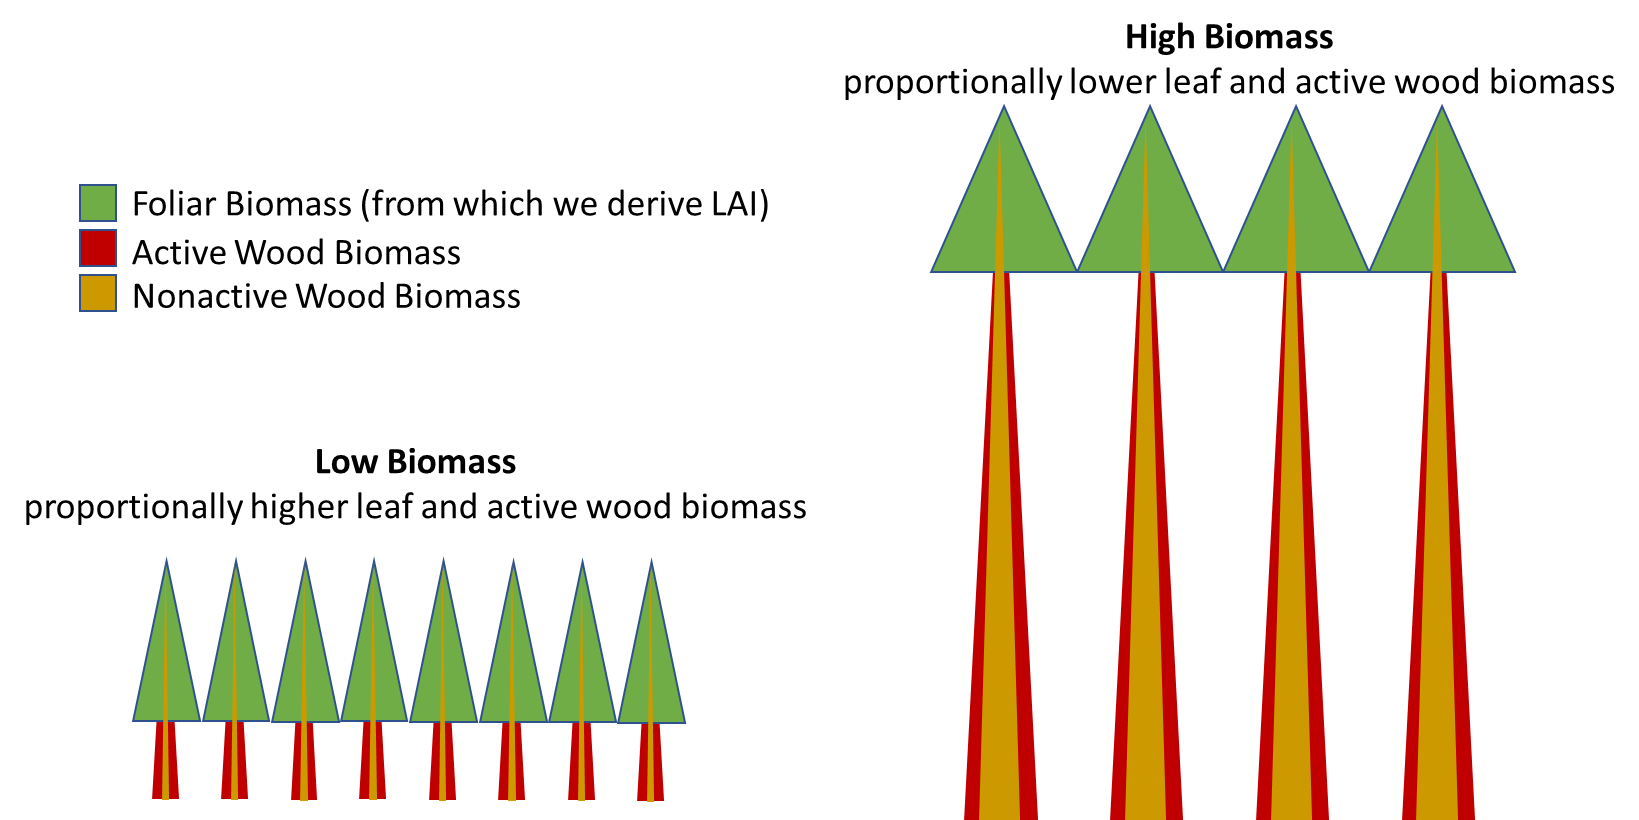 High Biomass
proportionally lower leaf and active wood biomass
Foliar Biomass (from which we derive LAI)
Active Wood Biomass
Nonactive Wood Biomass
Low Biomass
proportionally higher leaf and active wood biomass